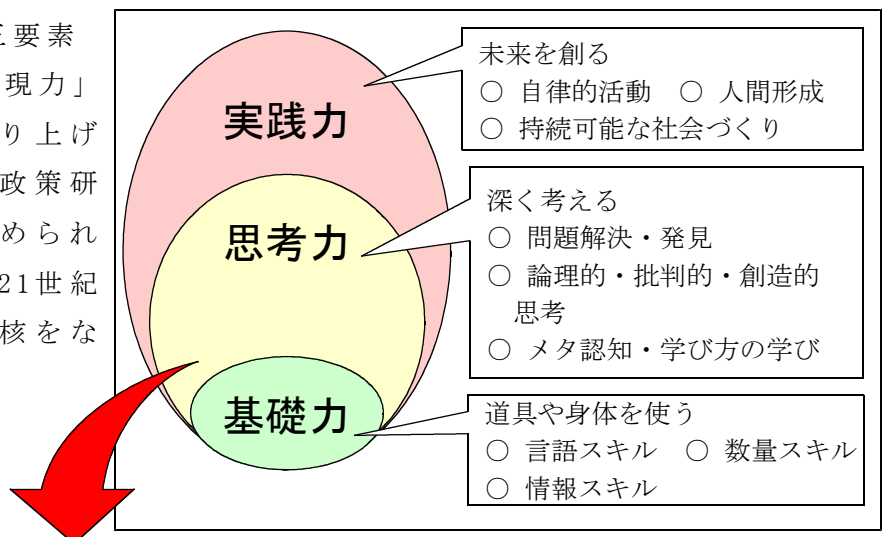 三要素
現力」
り上げ
政策研
められ
21世紀
核をな
実践力
思考力
基礎力
未来を創る
○ 自律的活動 ○ 人間形成
○ 持続可能な社会づくり
深く考える
○ 問題解決・発見
○ 論理的・批判的・創造的
思考
○ メタ認知・学び方の学び
道具や身体を使う
○ 言語スキル ○ 数量スキル
○ 情報スキル